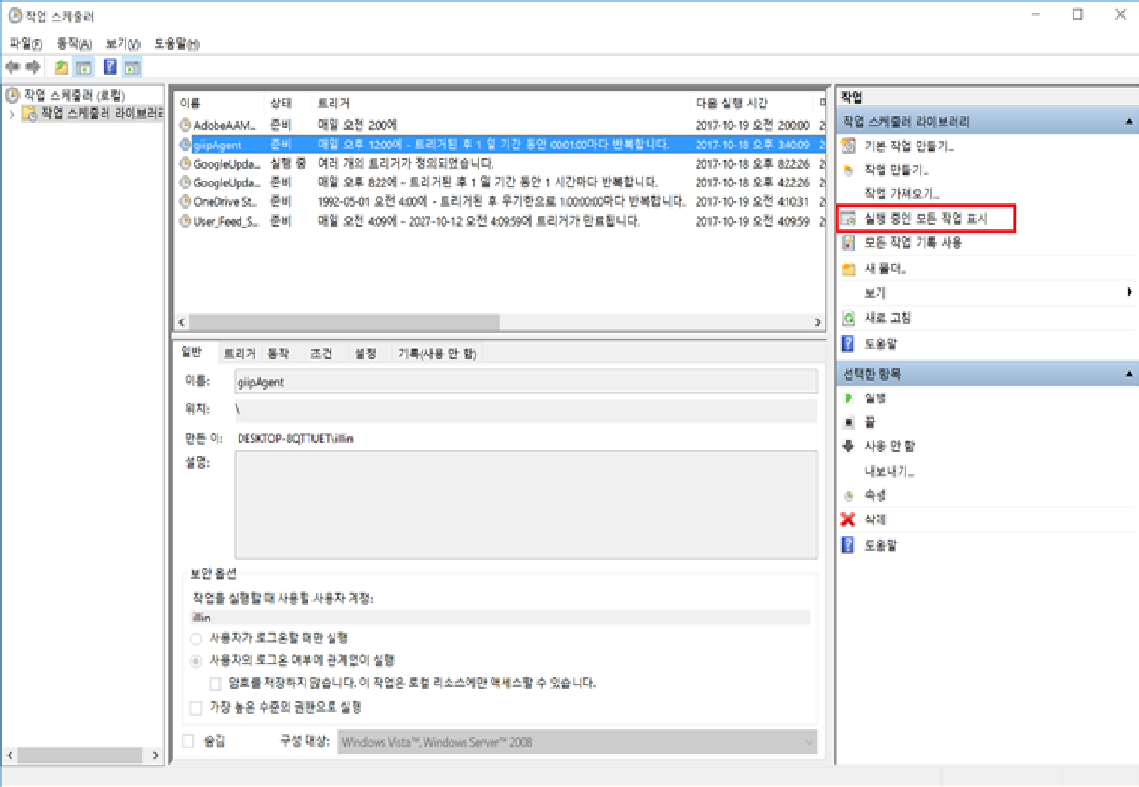 작업 스케줄러
파일(F) 동작(A) 보기(V) 도움말(H)
작업 스케줄러 (로컬)
작업 스케줄러 라이브러리
이름 상태 트리거 다음 실행 시간
AdobeAAM... 준비 매일 오전 2:00에 2017-10-19 오전 2:00:00 2
giipAgent 준비 매일 오후 12:00에 - 트리거된 후 1 일 기간 동안 00:01:00마다 반복합니다. 2017-10-18 오후 3:40:09 2
GoogleUpda... 실행 중 여러 개의 트리거가 정의되었습니다. 2017-10-18 오후 8:22:26 2
GoogleUpda... 준비 매일 오후 8:22에 - 트리거된 후 1 일 기간 동안 1 시간마다 반복합니다. 2017-10-18 오후 4:22:26 2
OneDrive St... 준비 1992-05-01 오전 4:00에 - 트리거된 후 무기한으로 1.00:00:00마다 반복합니다. 2017-10-19 오전 4:10:31 2
User_Feed_S... 준비 매일 오전 4:09에 - 2027-10-12 오전 4:09:59에 트리거가 만료됩니다. 2017-10-19 오전 4:09:59 2
일반 트리거 동작 조건 설정 기록(사용 안 함)
이름: giipAgent
위치: \
만든 이: DESKTOP-8QT1UET\illin
설명:
보안 옵션
작업을 실행할 때 사용할 사용자 계정:
illin
사용자가 로그온할 때만 실행
사용자의 로그온 여부에 관계없이 실행
암호를 저장하지 않습니다. 이 작업은 로컬 리소스에만 액세스할 수 있습니다.
가장 높은 수준의 권한으로 실행
숨김 구성 대상: Windows Vista™, Windows Server™ 2008
작업
작업 스케줄러 라이브러리
기본 작업 만들기...
작업 만들기...
작업 가져오기...
실행 중인 모든 작업 표시
모든 작업 기록 사용
새 폴더...
보기
새로 고침
도움말
선택한 항목
실행
끝
사용 안 함
내보내기...
속성
삭제
도움말